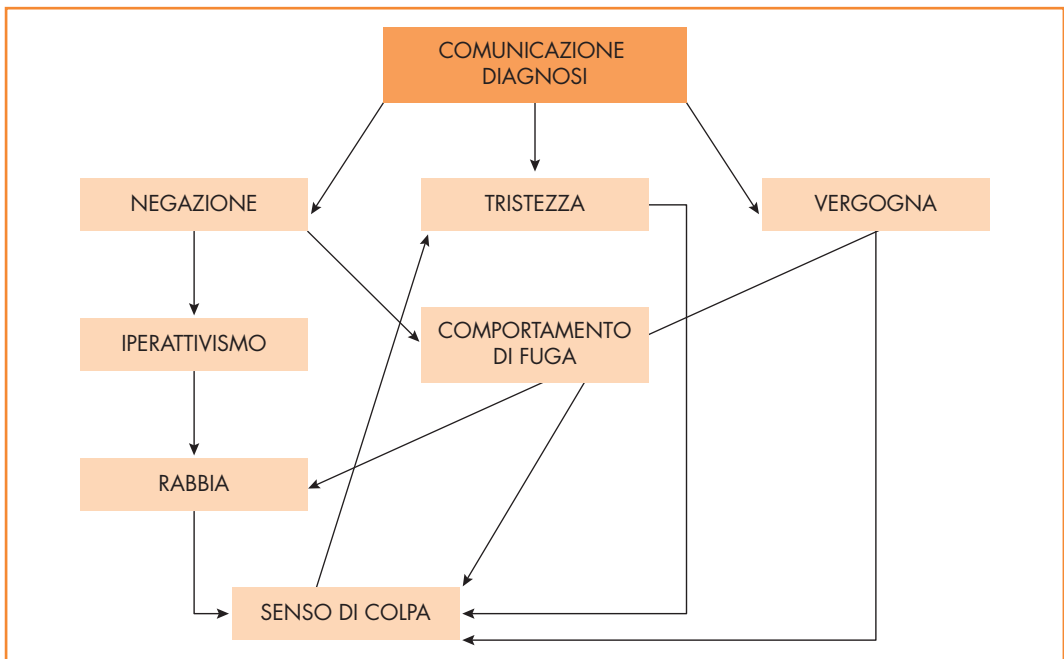 COMUNICAZIONE
DIAGNOSI
NEGAZIONE
TRISTEZZA
VERGOGNA
IPERATTIVISMO
COMPORTAMENTO
DI FUGA
RABBIA
SENSO DI COLPA